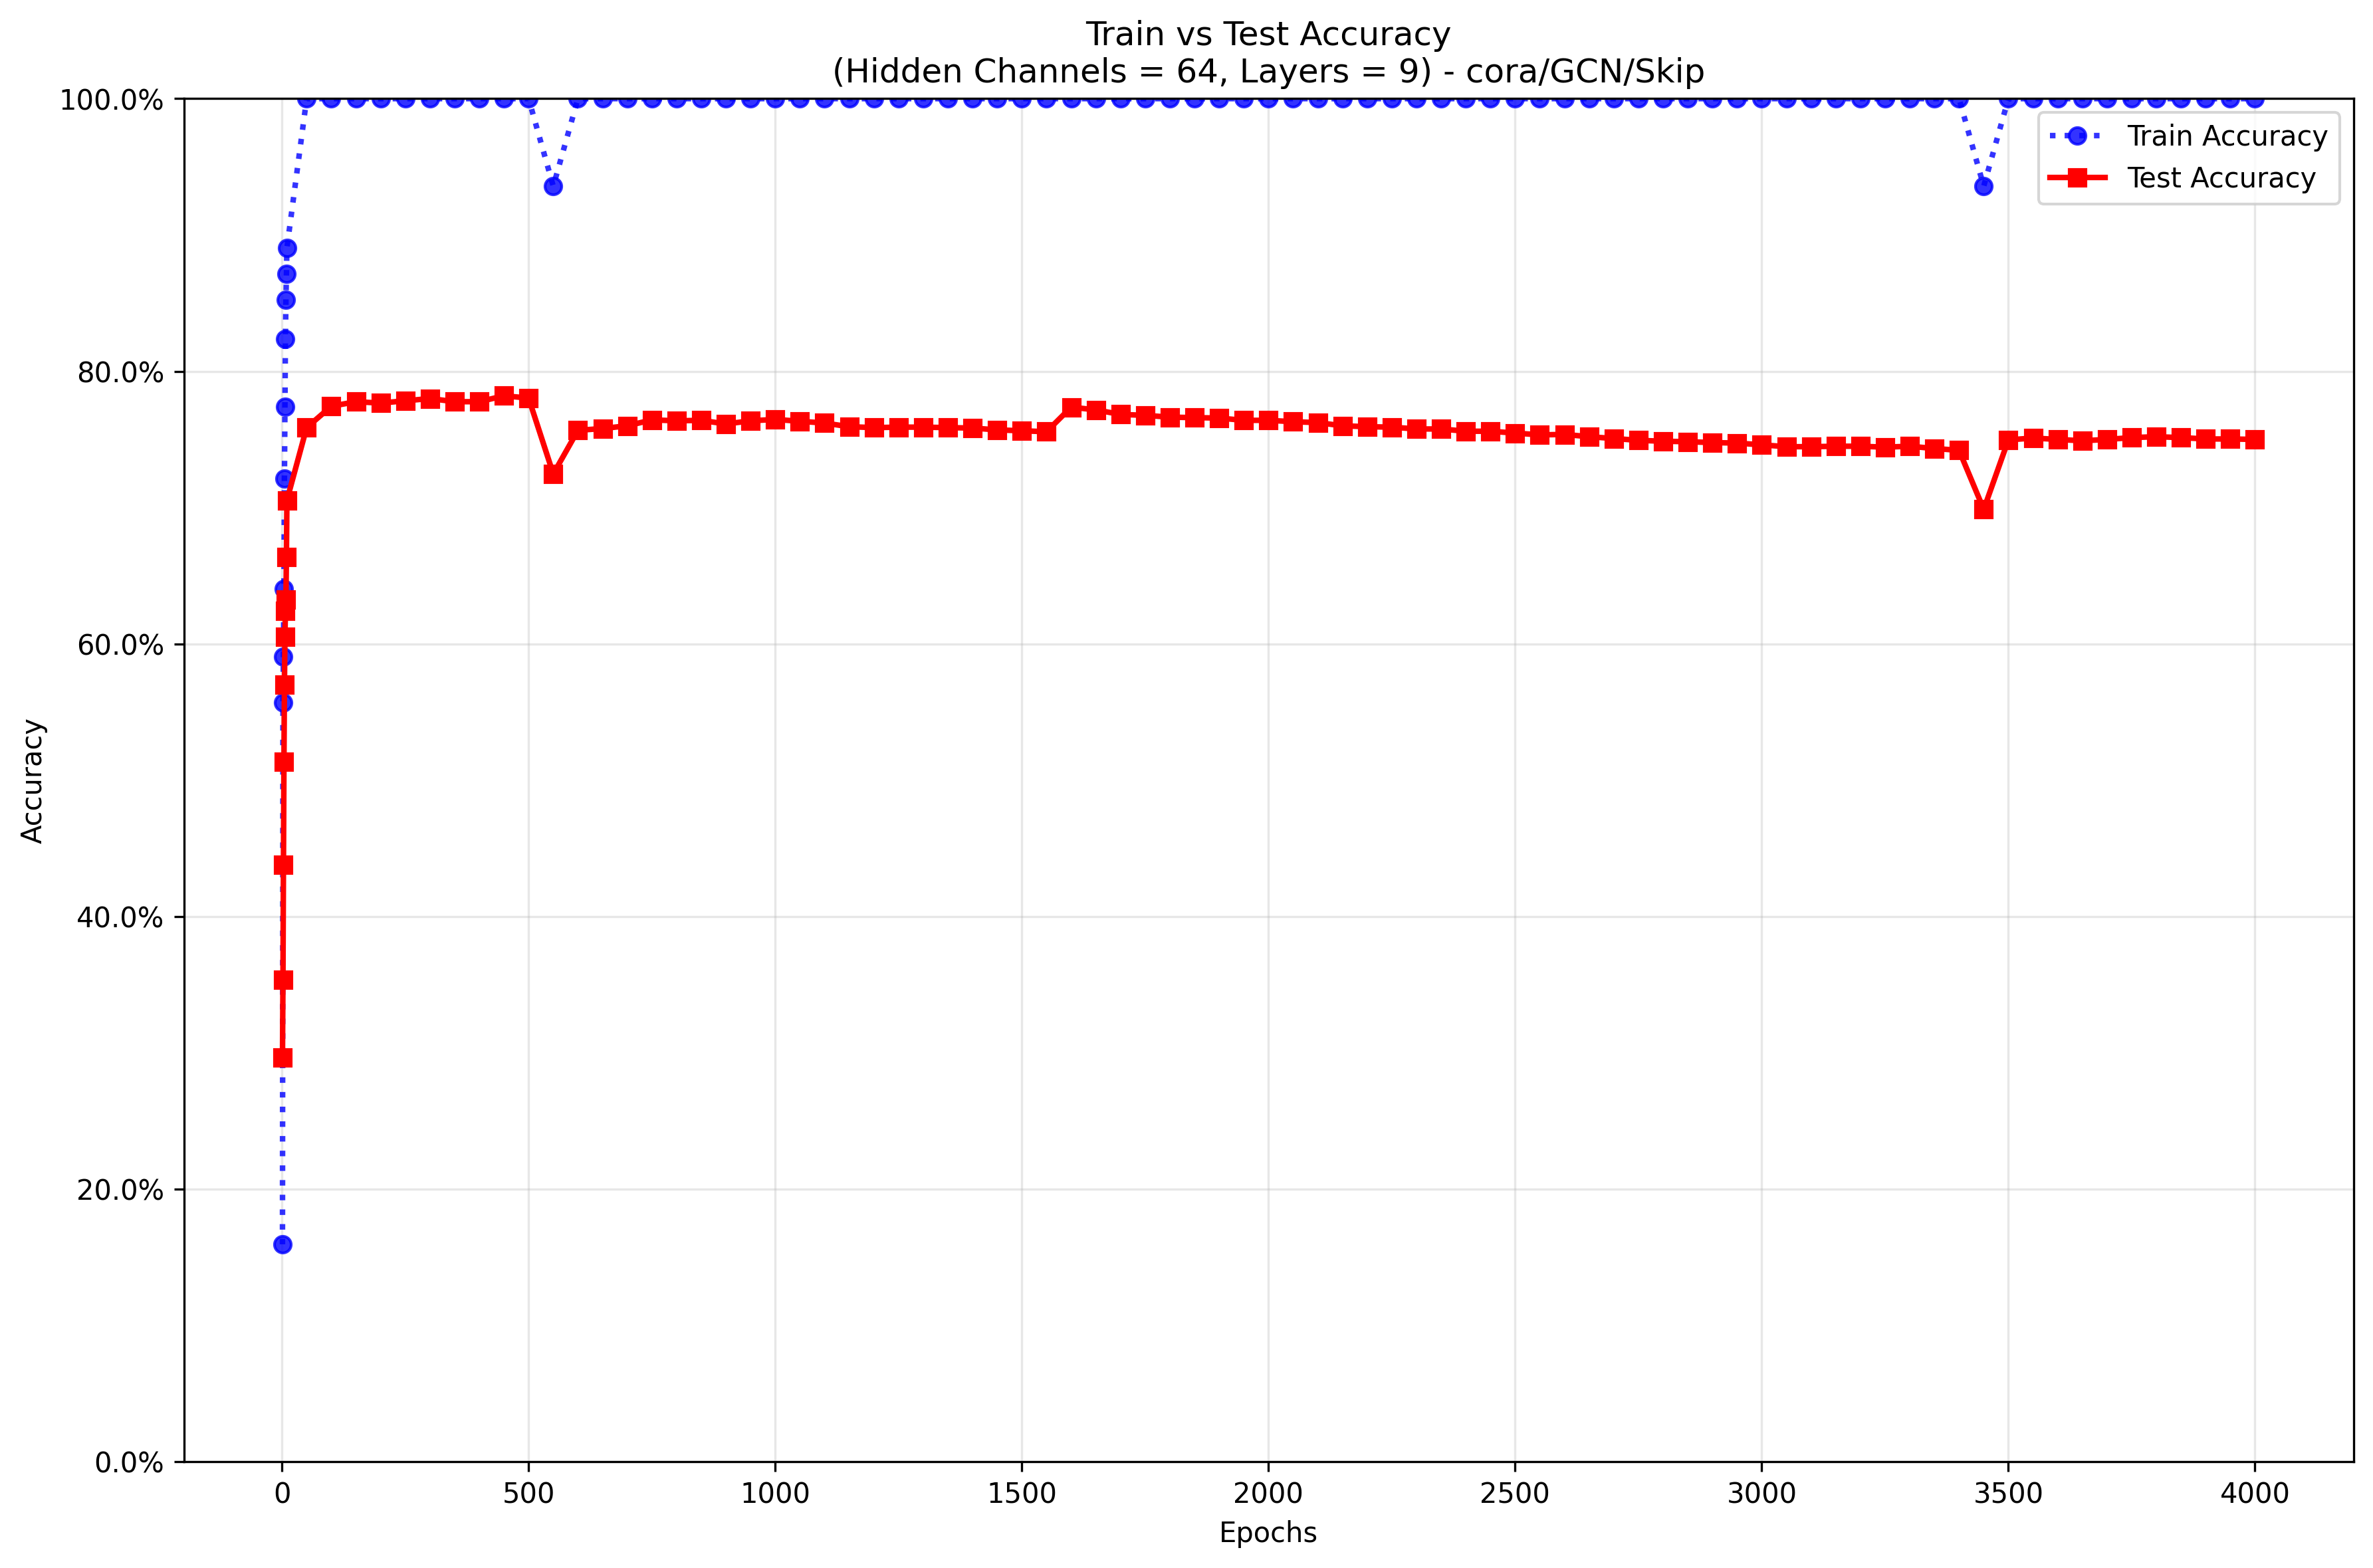 Train vs Test Accuracy
(Hidden Channels = 64, Layers = 9) - cora/GCN/Skip
100.0%
80.0%
60.0%
40.0%
20.0%
0.0%
Accuracy
Train Accuracy
Test Accuracy
0 500 1000 1500 2000 2500 3000 3500 4000
Epochs